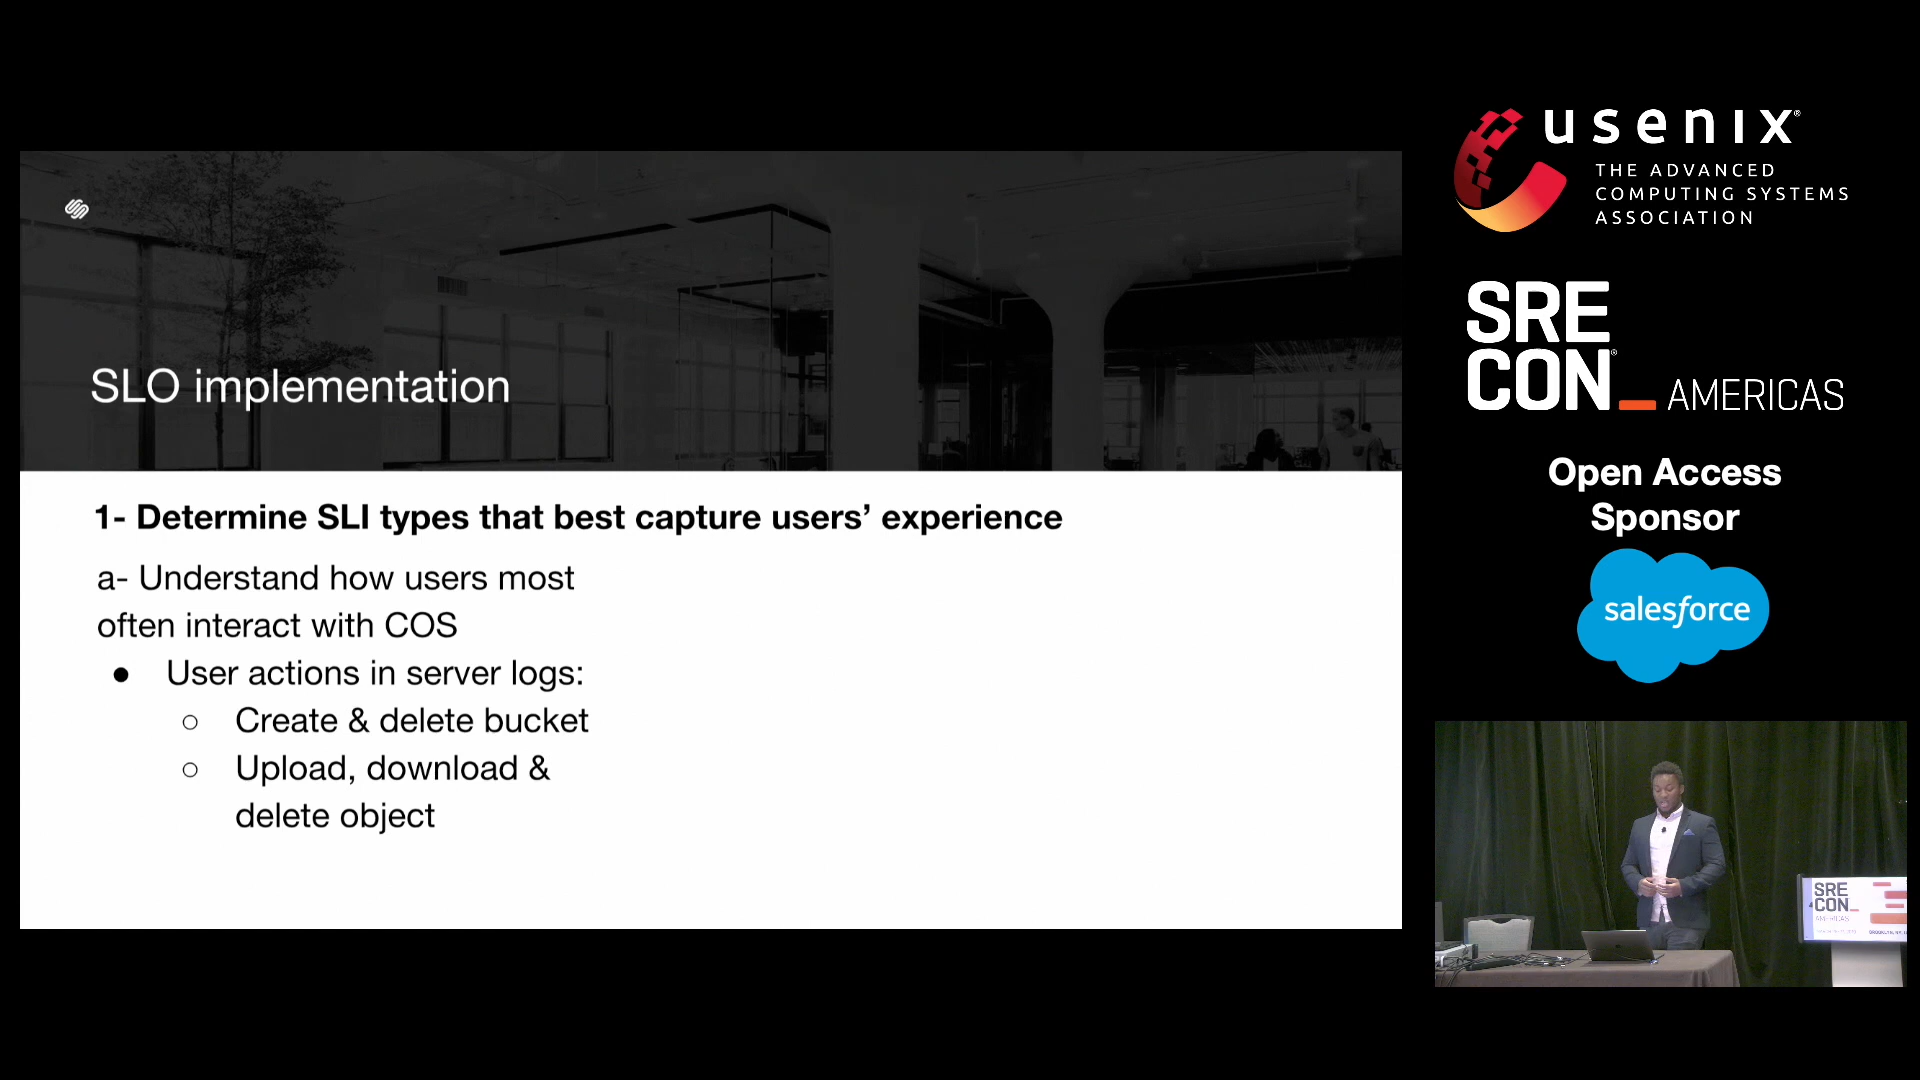 SLO implementation
1- Determine SLI types that best capture users’ experience
a- Understand how users most
often interact with COS
● User actions in server logs:
○ Create & delete bucket
○ Upload, download &
delete object
usenix®
THE ADVANCED
COMPUTING SYSTEMS
ASSOCIATION
SRE
CON®_ AMERICAS
Open Access
Sponsor
salesforce
SRE
CON_
AMERICAS